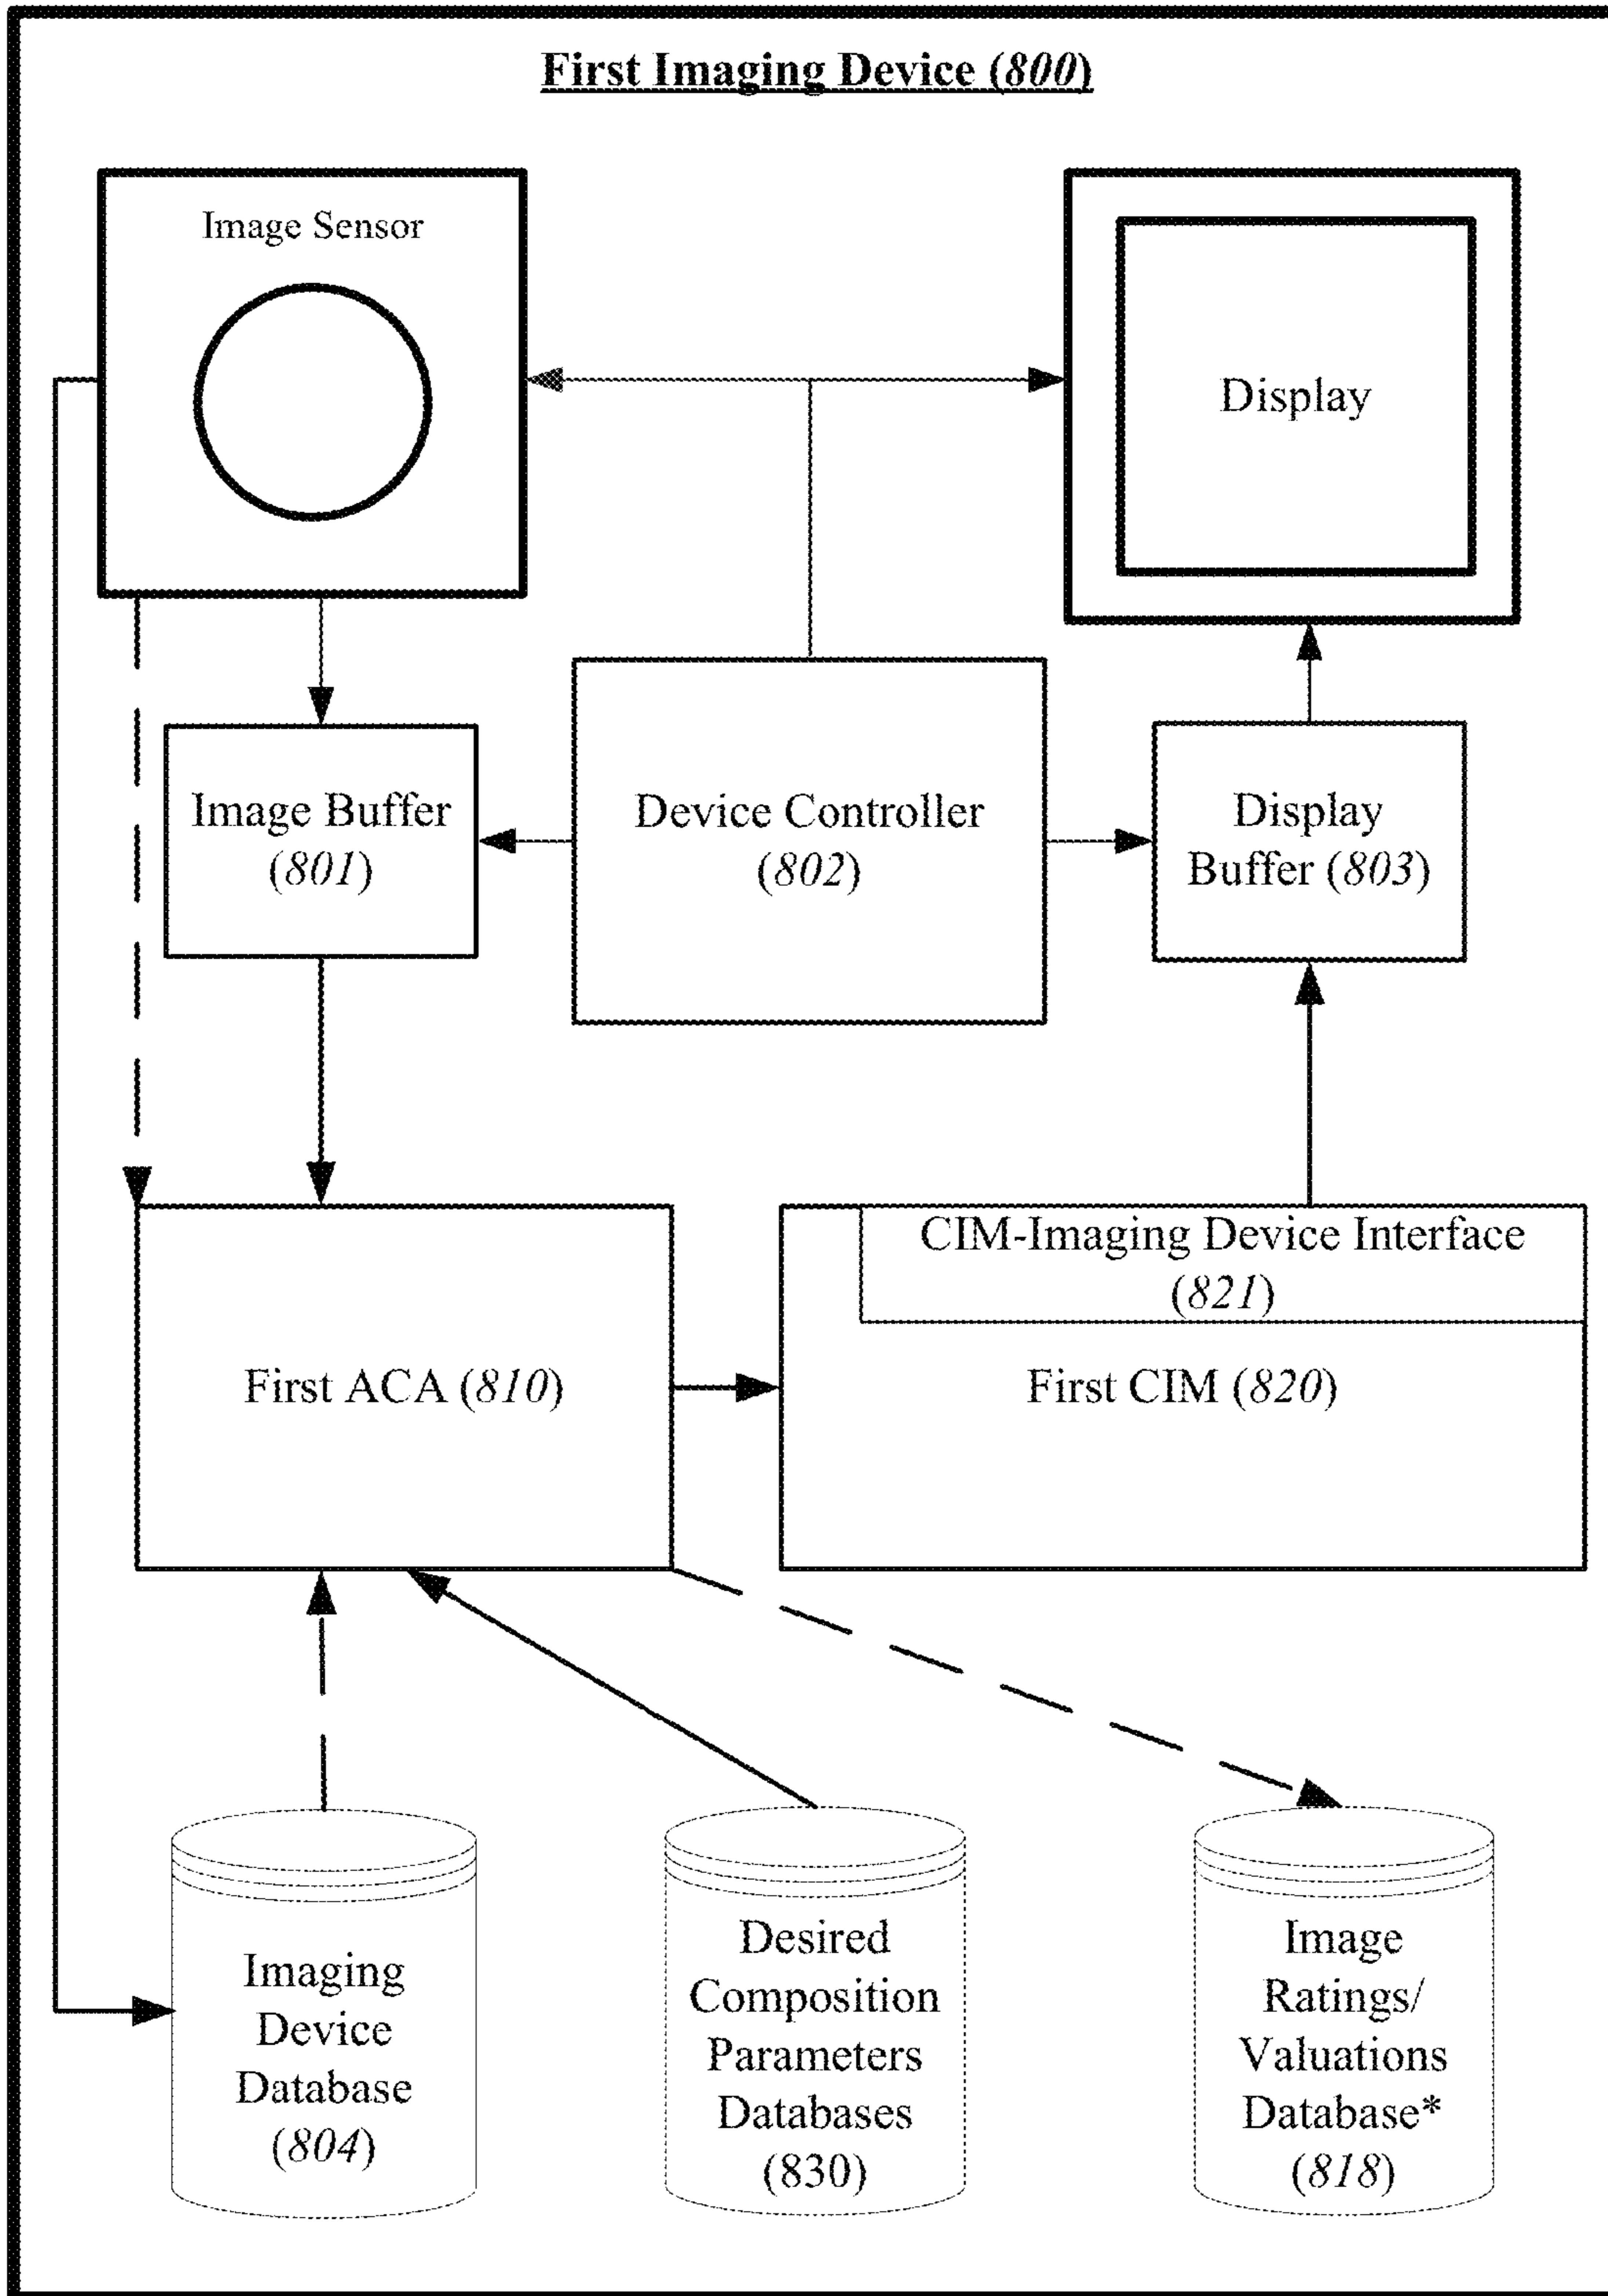 First Imaging Device (800)
Image Sensor
Display
Image Buffer
(801)
Device Controller
(802)
Display
Buffer (803)
CIM-Imaging Device Interface
(821)
First ACA (810)
First CIM (820)
Imaging
Device
Database
(804)
Desired
Composition
Parameters
Databases
(830)
Image
Ratings/
Valuations
Database*
(818)